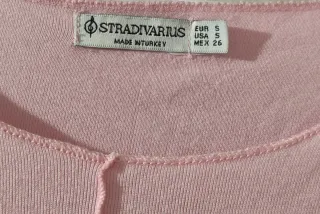 STRADIVARIUS
MADE IN TURKEY
EUR S
USA S
MEX 26